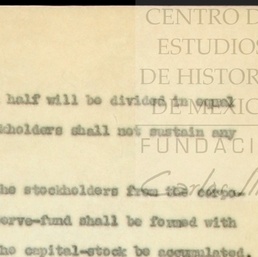 CENTRO D
ESTUDIOS
DE HISTOR
DE MEXIC
FUNDACI
half will be divided in equal
kholders shall not sustain any
he stockholders from the corpo-
erve-fund shall be formed with
he capital-stock be accumulated.